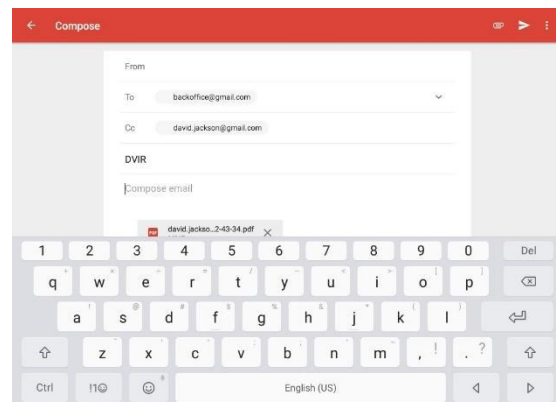 Compose
From
To backoffice@gmail.com
Cc david.jackson@gmail.com
DVIR
Compose email
PDF david.jackso...2-43-34.pdf
1 2 3 4 5 6 7 8 9 0 Del
q w e r t y u i o p
a s d f g h j k l
z x c v b n m , ! . ?
Ctrl !1☺ English (US)